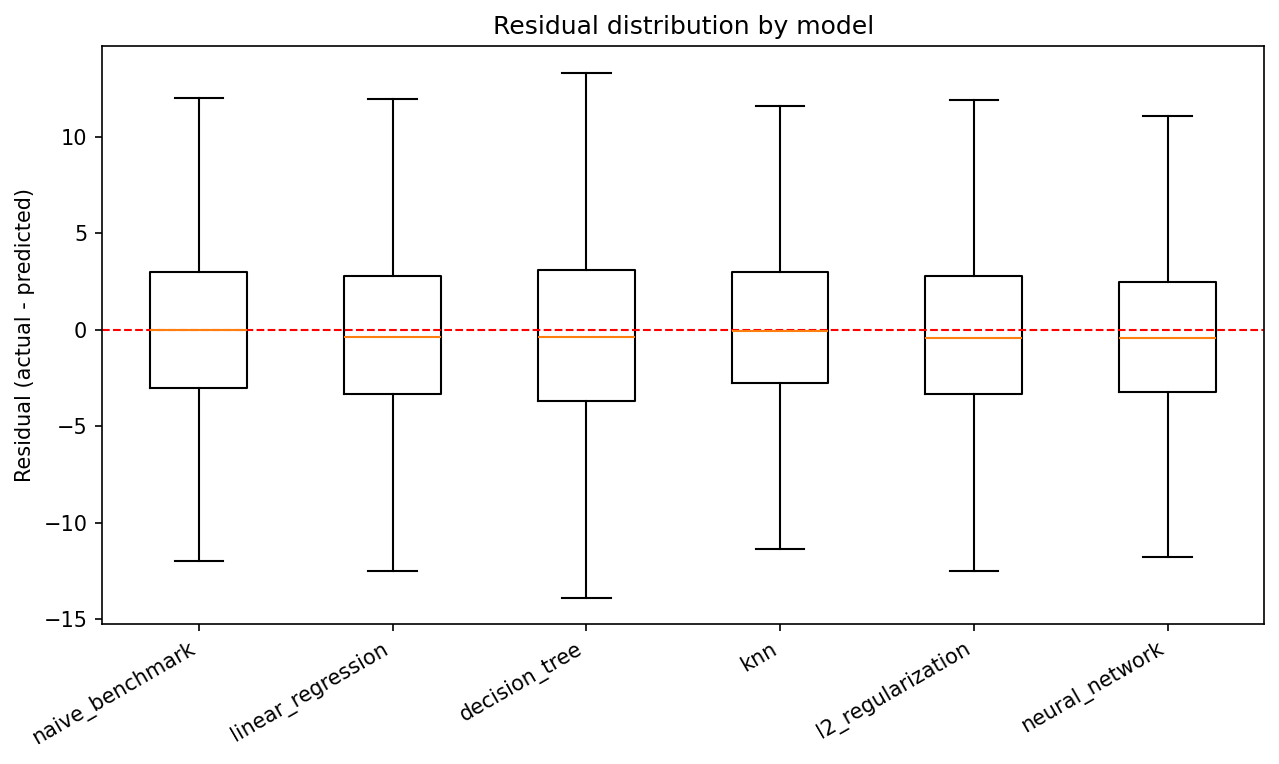 Residual distribution by model
Residual (actual - predicted)
10
5
0
−5
−10
−15
naive_benchmark
linear_regression
decision_tree
knn
l2_regularization
neural_network